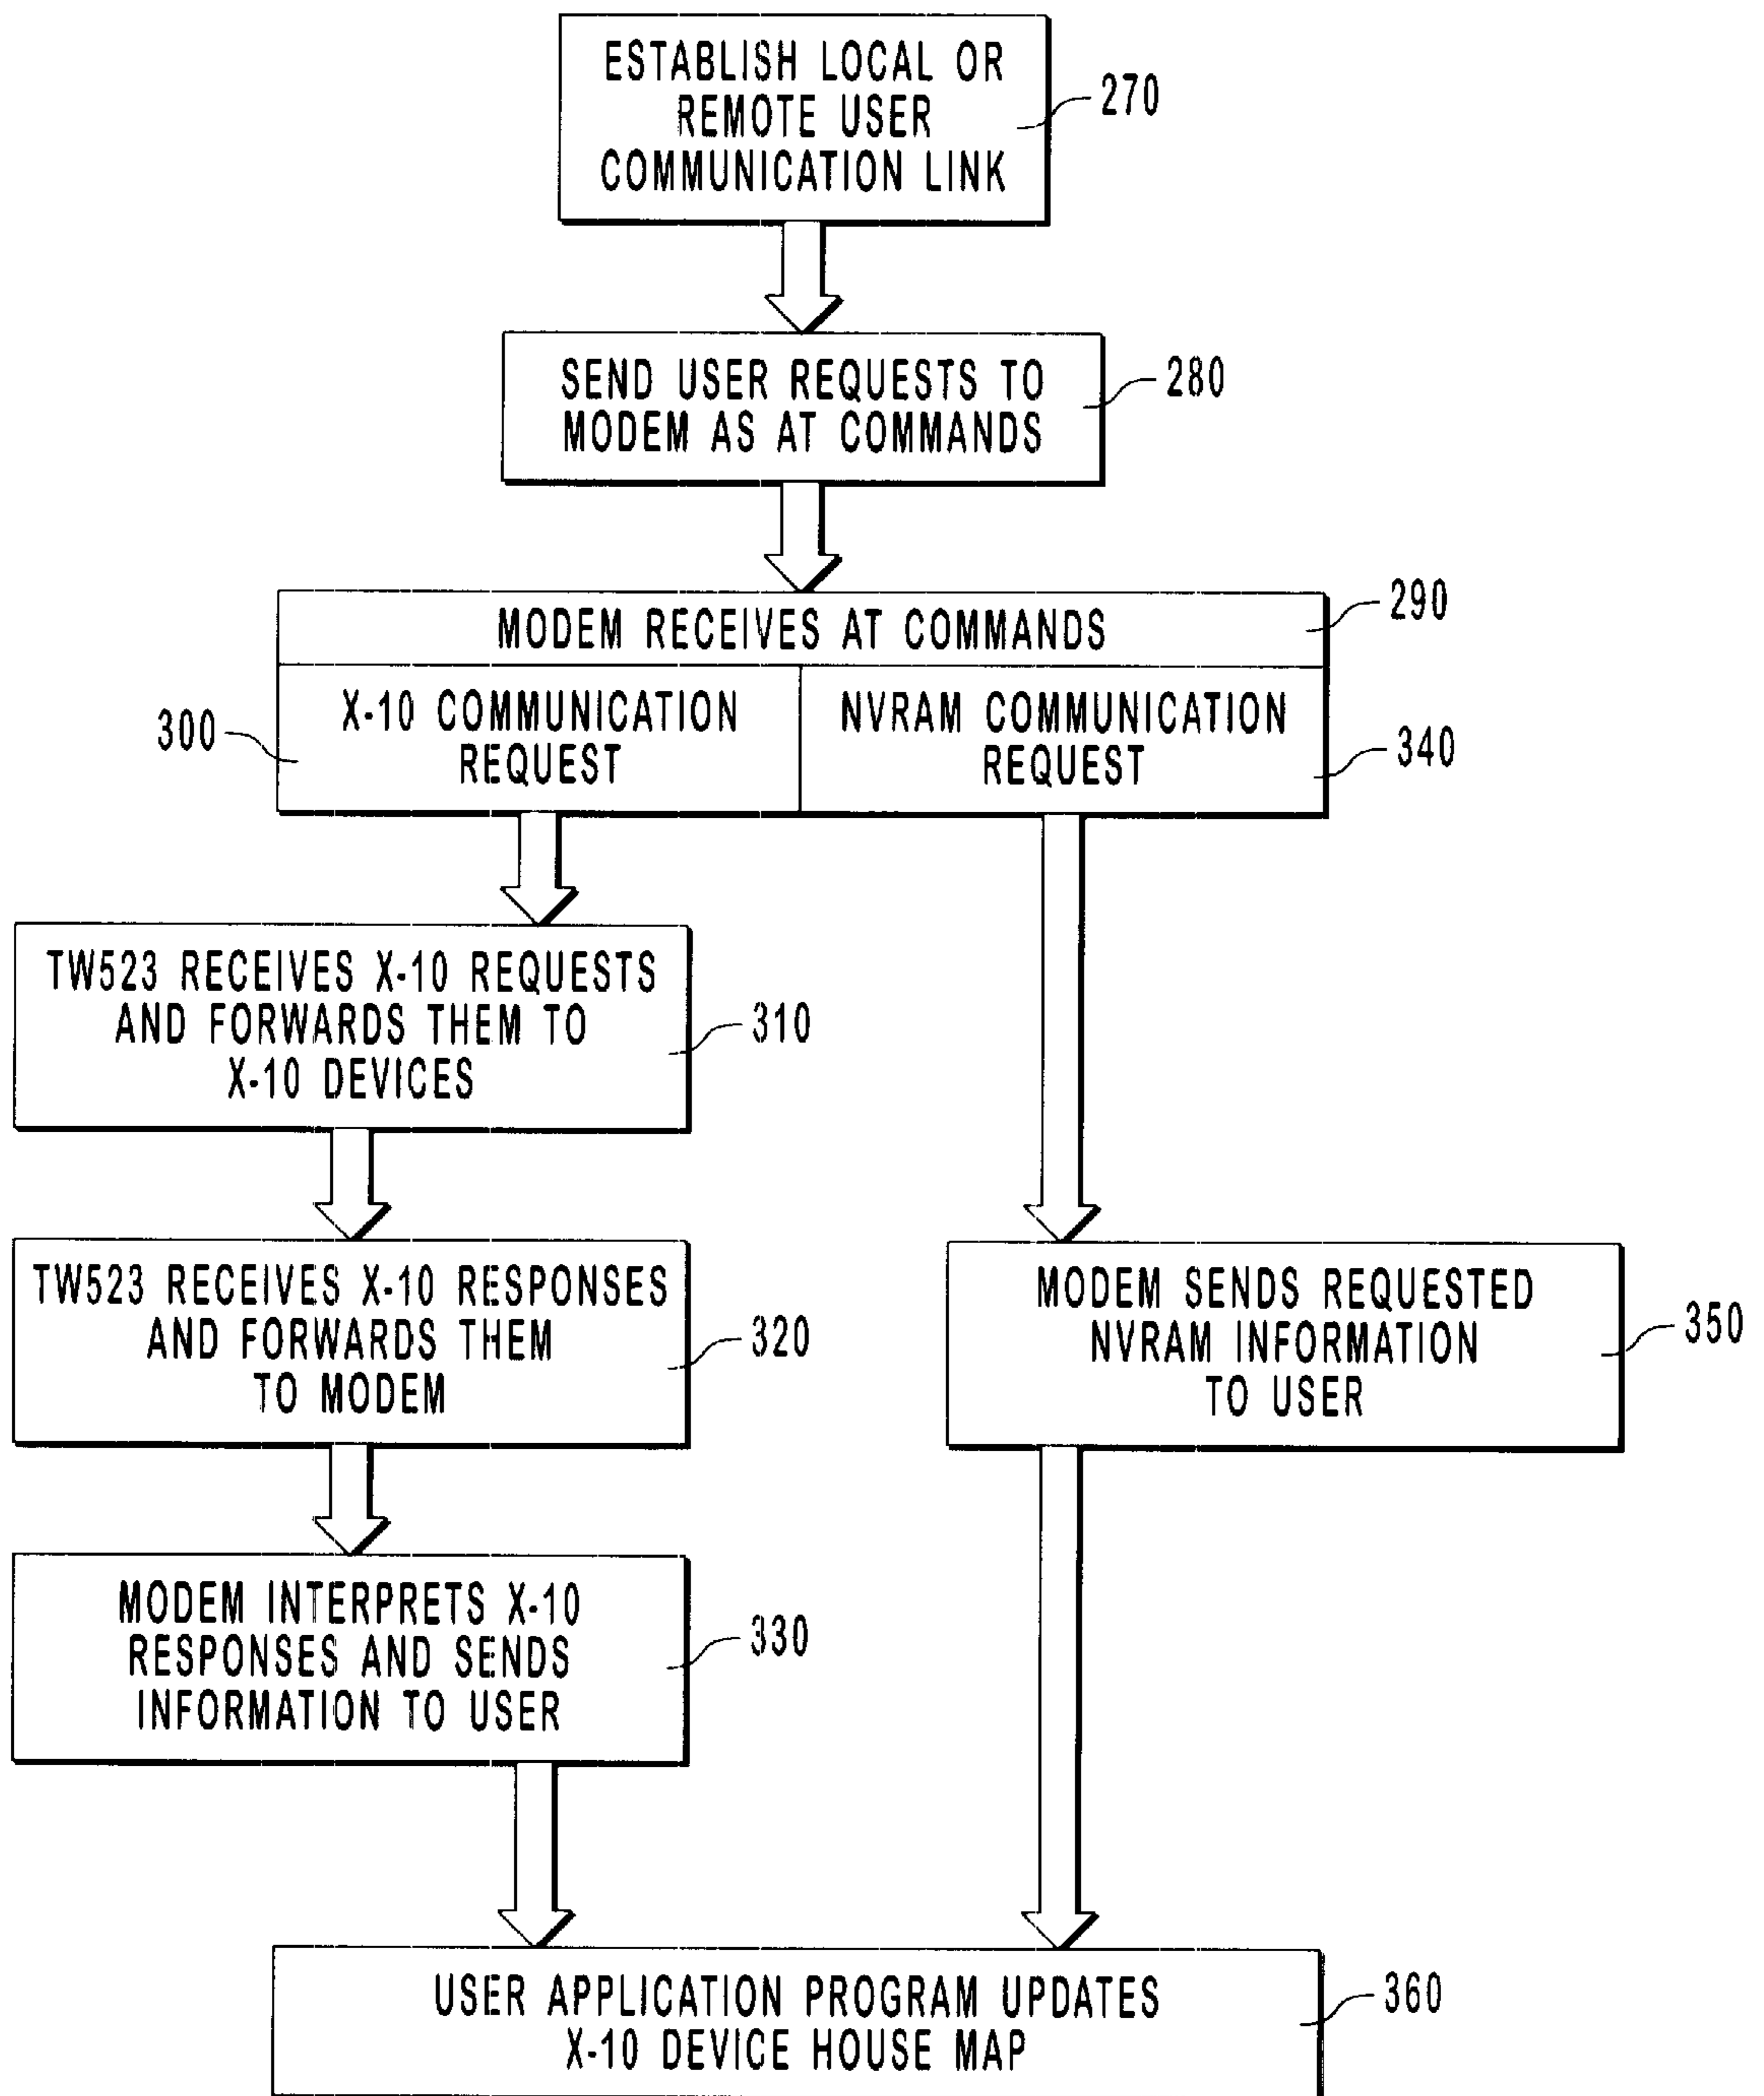 ESTABLISH LOCAL OR
REMOTE USER
COMMUNICATION LINK
270
SEND USER REQUESTS TO
MODEM AS AT COMMANDS
280
MODEM RECEIVES AT COMMANDS
290
X-10 COMMUNICATION
REQUEST
300
NVRAM COMMUNICATION
REQUEST
340
TW523 RECEIVES X-10 REQUESTS
AND FORWARDS THEM TO
X-10 DEVICES
310
TW523 RECEIVES X-10 RESPONSES
AND FORWARDS THEM
TO MODEM
320
MODEM SENDS REQUESTED
NVRAM INFORMATION
TO USER
350
MODEM INTERPRETS X-10
RESPONSES AND SENDS
INFORMATION TO USER
330
USER APPLICATION PROGRAM UPDATES
X-10 DEVICE HOUSE MAP
360